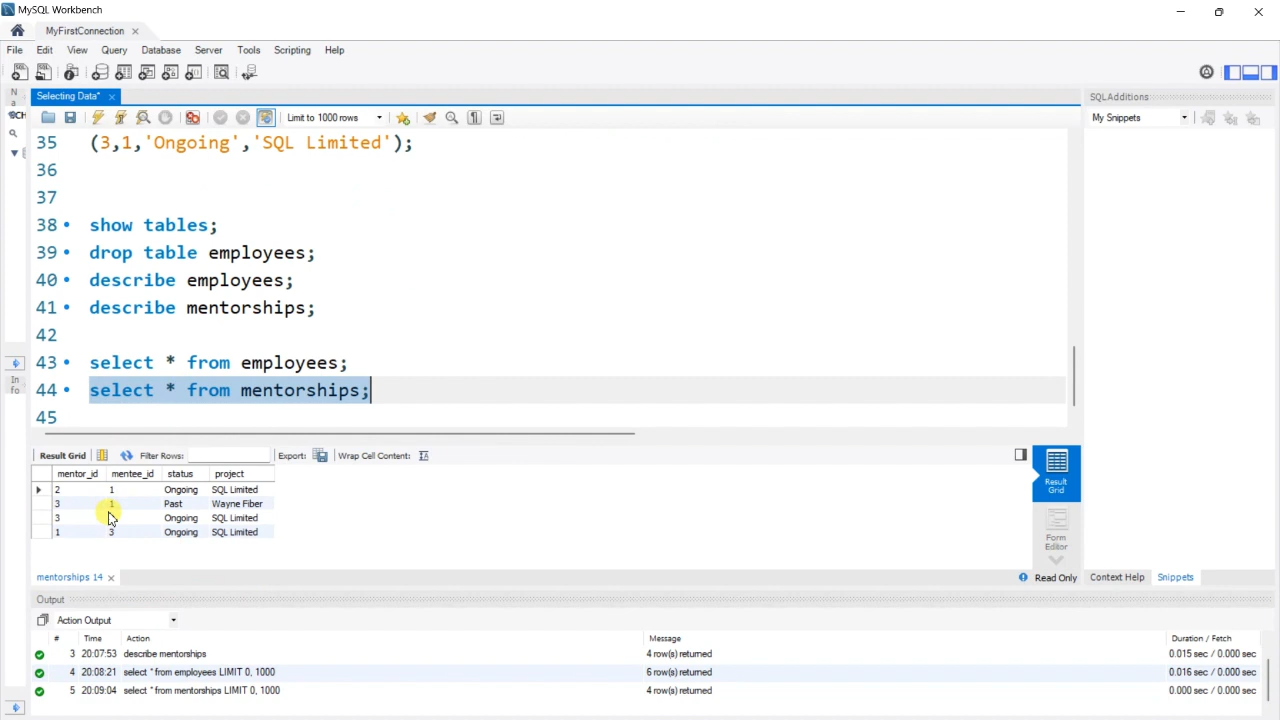 MySQL Workbench
MyFirstConnection
File Edit View Query Database Server Tools Scripting Help
Na
Selecting Data*
SQLAdditions
Limit to 1000 rows
My Snippets
35 (3,1,'Ongoing','SQL Limited');
36
37
38 show tables;
39 drop table employees;
40 describe employees;
41 describe mentorships;
42
43 select * from employees;
44 select * from mentorships;
45
Info
Result Grid Filter Rows: Export: Wrap Cell Content:
mentor_id mentee_id status project
2 1 Ongoing SQL Limited
3 1 Past Wayne Fiber
3 Ongoing SQL Limited
1 3 Ongoing SQL Limited
Result Grid
Form Editor
mentorships 14
Read Only
Context Help Snippets
Output
Action Output
# Time Action Message Duration / Fetch
3 20:07:53 describe mentorships 4 row(s) returned 0.015 sec / 0.000 sec
4 20:08:21 select * from employees LIMIT 0, 1000 6 row(s) returned 0.016 sec / 0.000 sec
5 20:09:04 select * from mentorships LIMIT 0, 1000 4 row(s) returned 0.000 sec / 0.000 sec